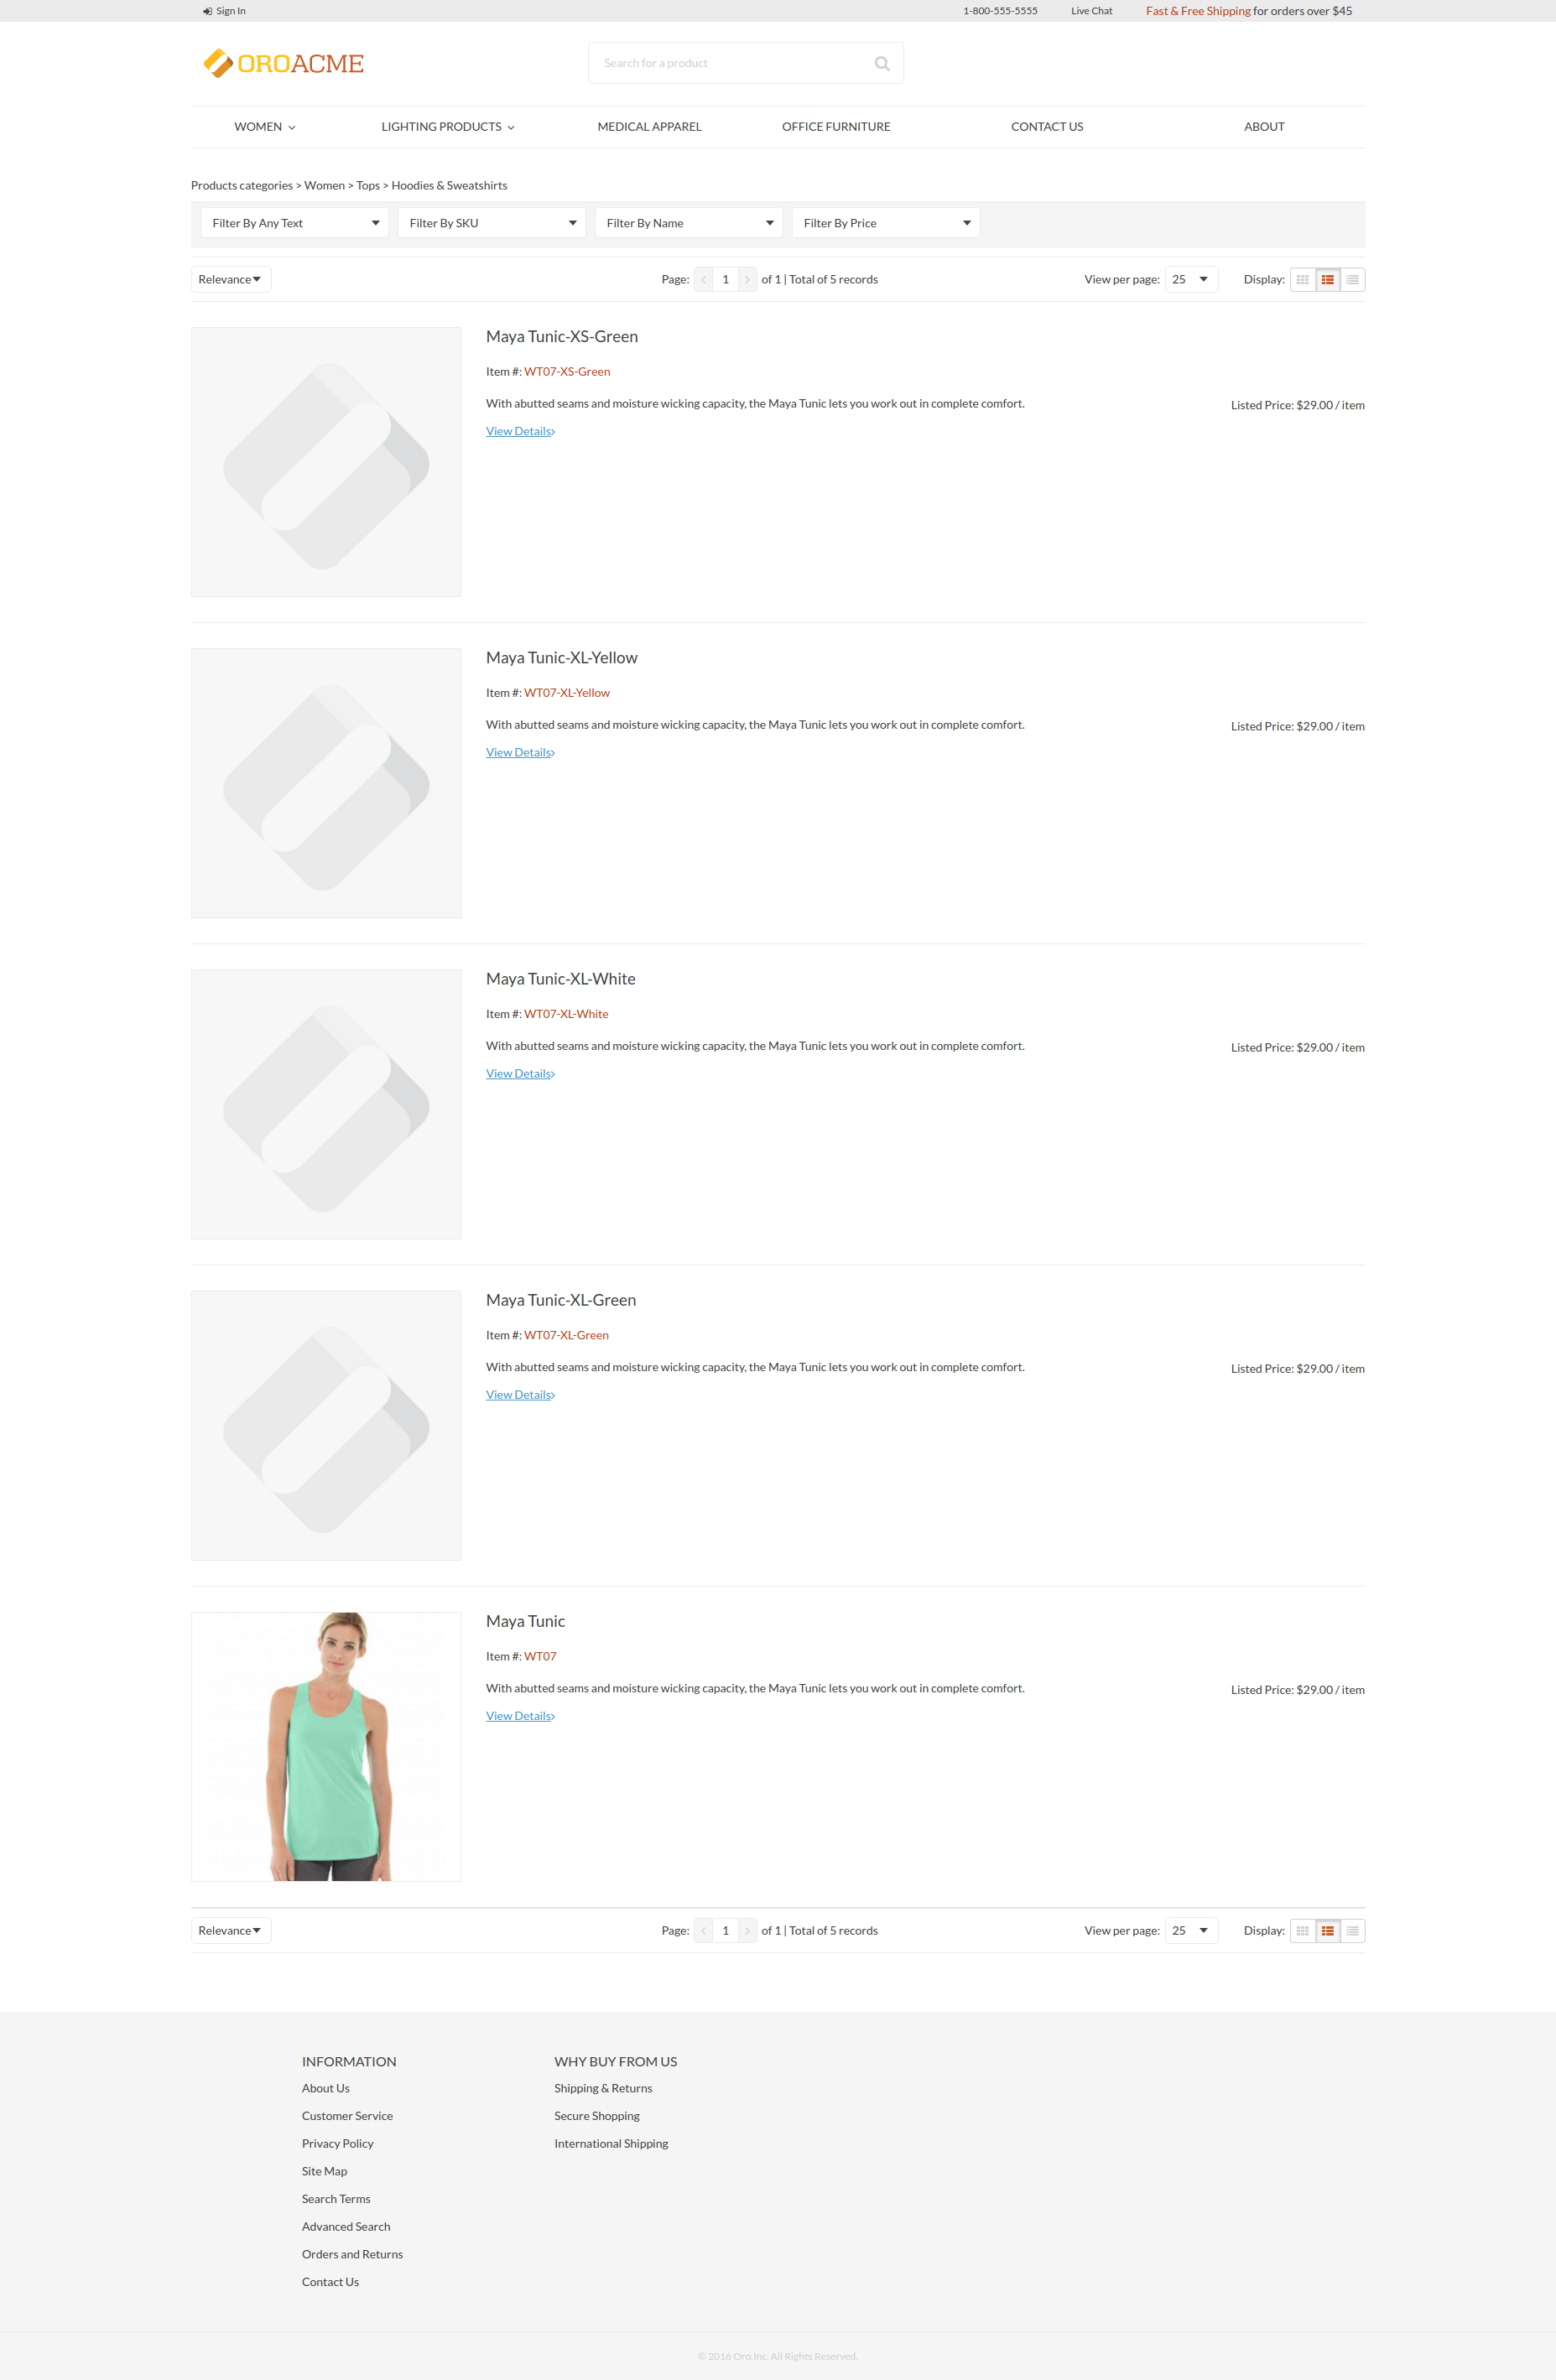 Sign In 1-800-555-5555 Live Chat Fast & Free Shipping for orders over $45
OROACME Search for a product
WOMEN LIGHTING PRODUCTS MEDICAL APPAREL OFFICE FURNITURE CONTACT US ABOUT
Products categories > Women > Tops > Hoodies & Sweatshirts
Filter By Any Text Filter By SKU Filter By Name Filter By Price
Relevance Page: 1 of 1 | Total of 5 records View per page: 25 Display:
Maya Tunic-XS-Green
Item #: WT07-XS-Green
With abutted seams and moisture wicking capacity, the Maya Tunic lets you work out in complete comfort. Listed Price: $29.00 / item
View Details
Maya Tunic-XL-Yellow
Item #: WT07-XL-Yellow
With abutted seams and moisture wicking capacity, the Maya Tunic lets you work out in complete comfort. Listed Price: $29.00 / item
View Details
Maya Tunic-XL-White
Item #: WT07-XL-White
With abutted seams and moisture wicking capacity, the Maya Tunic lets you work out in complete comfort. Listed Price: $29.00 / item
View Details
Maya Tunic-XL-Green
Item #: WT07-XL-Green
With abutted seams and moisture wicking capacity, the Maya Tunic lets you work out in complete comfort. Listed Price: $29.00 / item
View Details
Maya Tunic
Item #: WT07
With abutted seams and moisture wicking capacity, the Maya Tunic lets you work out in complete comfort. Listed Price: $29.00 / item
View Details
Relevance Page: 1 of 1 | Total of 5 records View per page: 25 Display:
INFORMATION
About Us
Customer Service
Privacy Policy
Site Map
Search Terms
Advanced Search
Orders and Returns
Contact Us
WHY BUY FROM US
Shipping & Returns
Secure Shopping
International Shipping
© 2016 Oro.Inc. All Rights Reserved.